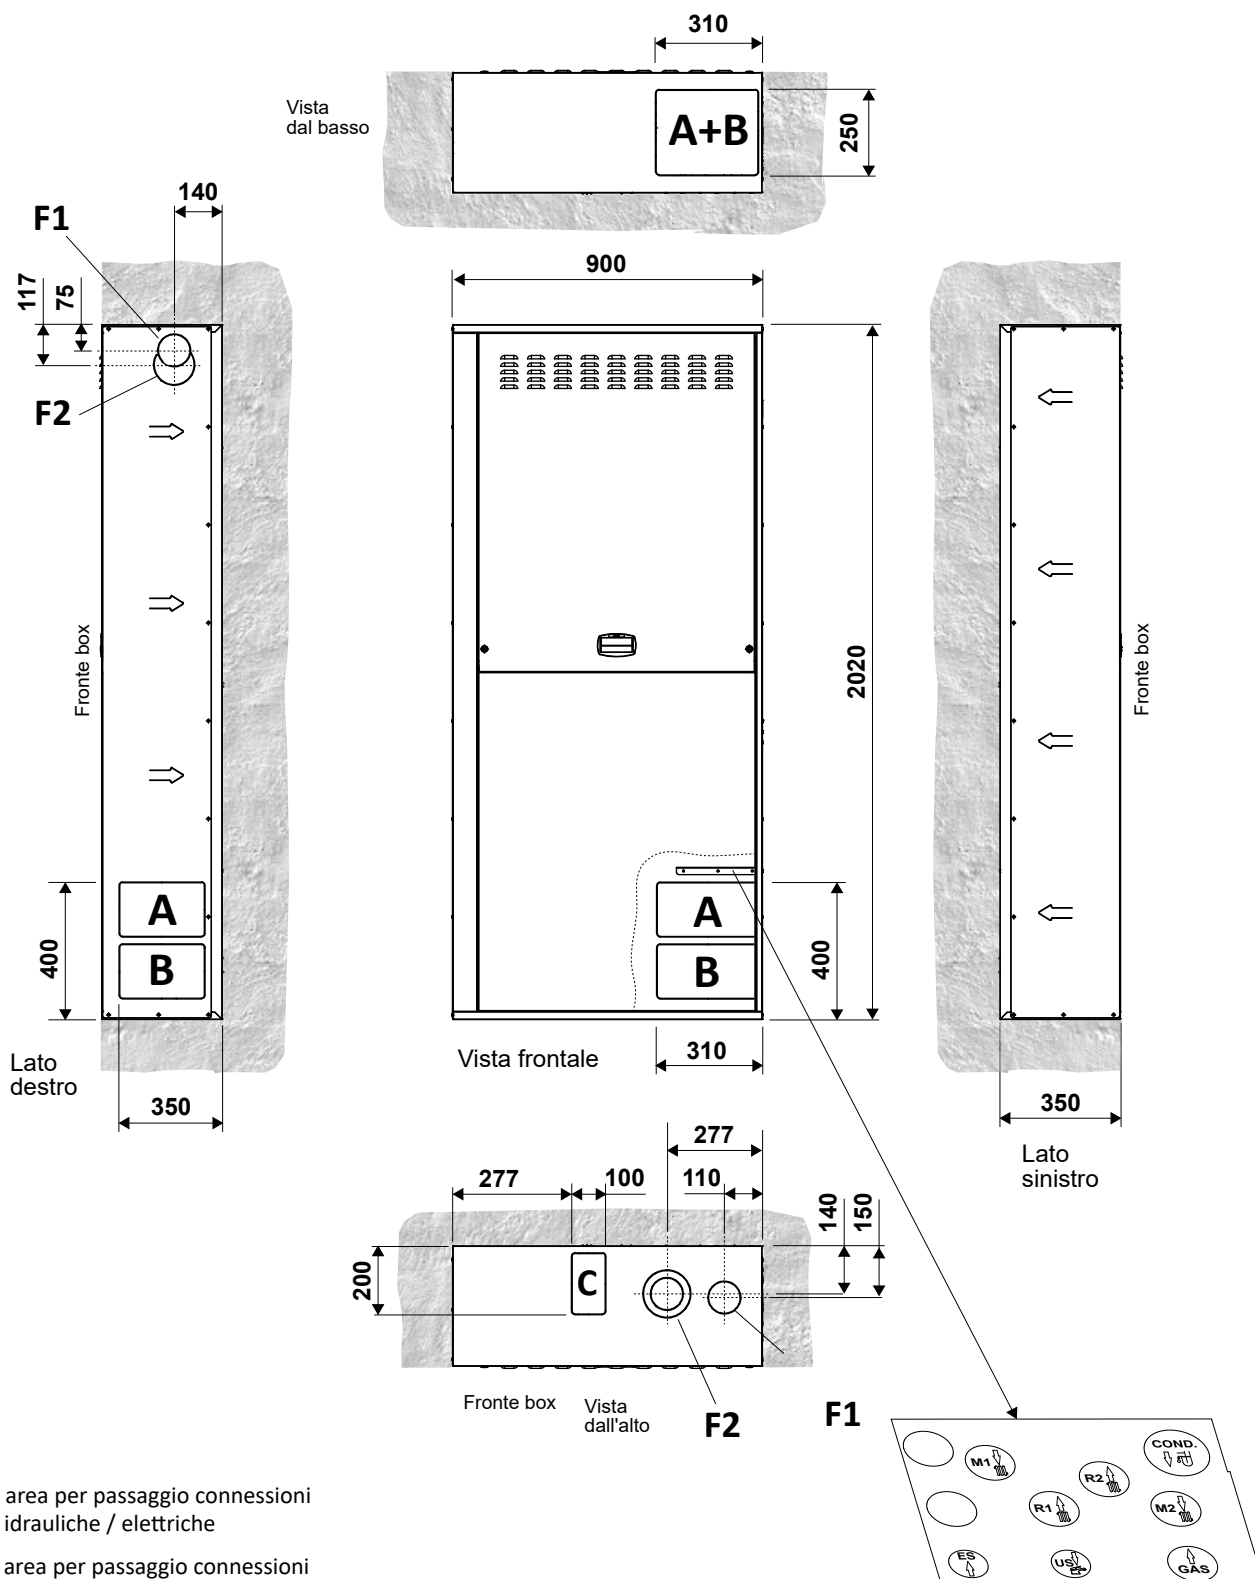 310
Vista
dal basso
A+B
250
140
F1
117
75
F2
900
2020
Fronte box
Fronte box
A
B
400
A
B
400
Lato
destro
350
Vista frontale
310
350
Lato
sinistro
277
277
100
110
140
150
200
C
Fronte box
Vista
dall'alto
F2
F1
COND.
M1
R2
R1
M2
ES
US
GAS
area per passaggio connessioni
idrauliche / elettriche
area per passaggio connessioni